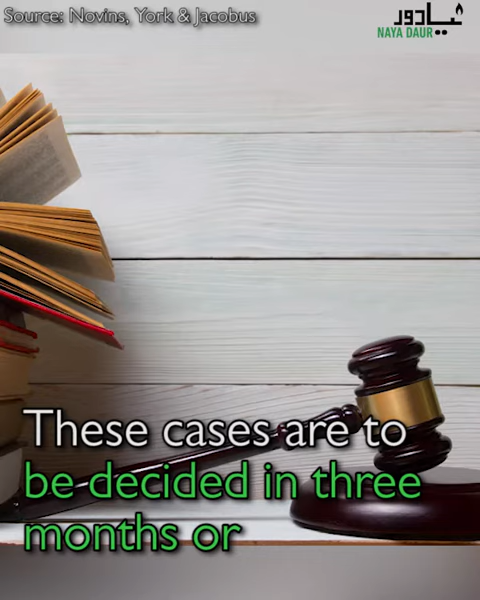 Source: Novins, York & Jacobus
نیا دور
NAYA DAUR
These cases are to
be decided in three
months or